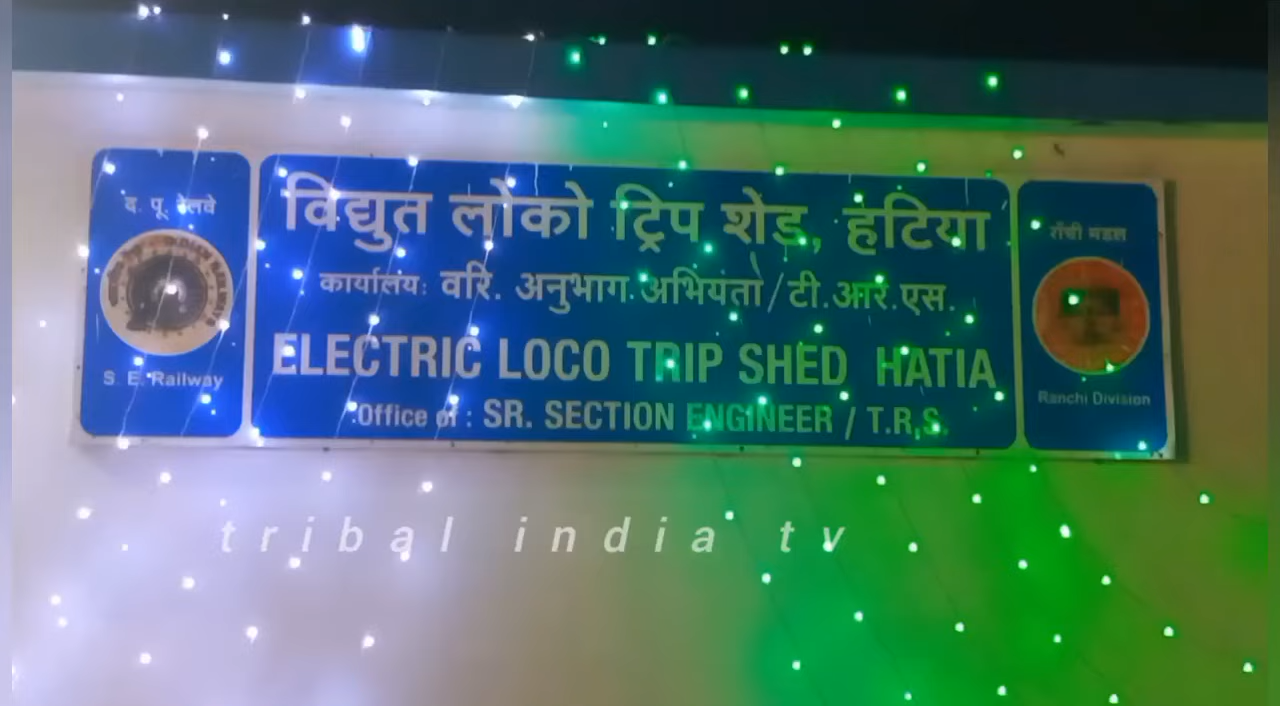 द. पू. रेलवे
S. E. Railway
विद्युत लोको ट्रिप शेड, हटिया
कार्यालय: वरि. अनुभाग अभियंता / टी.आर.एस.
ELECTRIC LOCO TRIP SHED HATIA
Office of : SR. SECTION ENGINEER / T.R.S.
राँची मंडल
Ranchi Division
tribal india tv